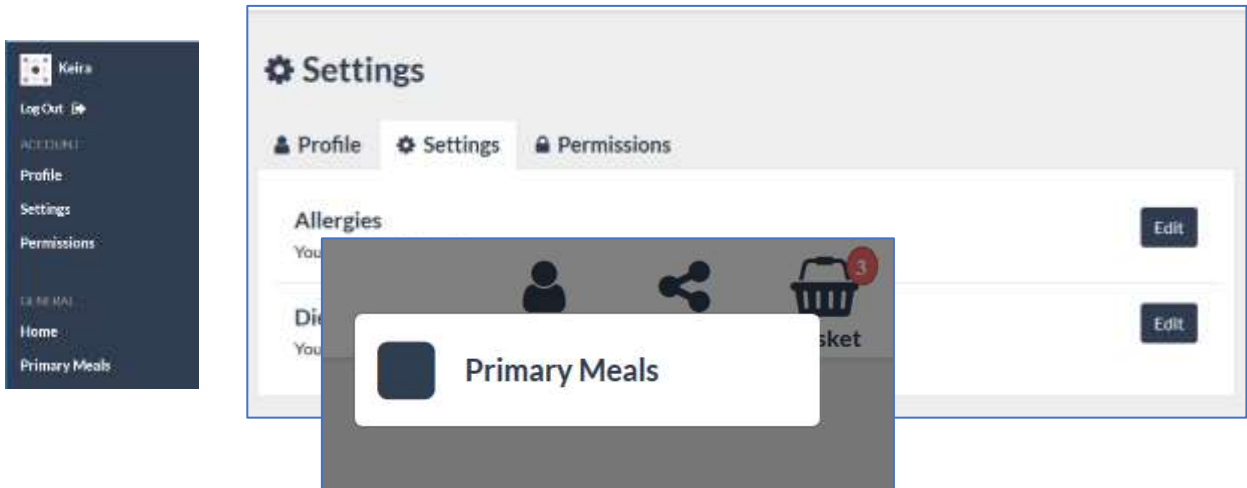 Keira
Log Out
ACCOUNT
Profile
Settings
Permissions
GENERAL
Home
Primary Meals
Settings
Profile Settings Permissions
Allergies
Edit
You
Die
Edit
You
3
sket
Primary Meals